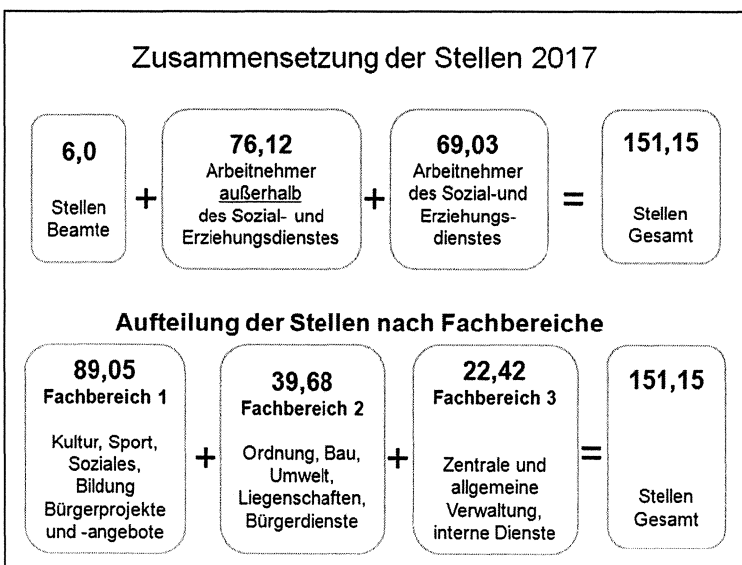 Zusammensetzung der Stellen 2017
6,0
Stellen
Beamte
+
76,12
Arbeitnehmer
außerhalb
des Sozial- und
Erziehungsdienstes
+
69,03
Arbeitnehmer
des Sozial-und
Erziehungs-
dienstes
=
151,15
Stellen
Gesamt
Aufteilung der Stellen nach Fachbereiche
89,05
Fachbereich 1
Kultur, Sport,
Soziales,
Bildung
Bürgerprojekte
und -angebote
+
39,68
Fachbereich 2
Ordnung, Bau,
Umwelt,
Liegenschaften,
Bürgerdienste
+
22,42
Fachbereich 3
Zentrale und
allgemeine
Verwaltung,
interne Dienste
=
151,15
Stellen
Gesamt